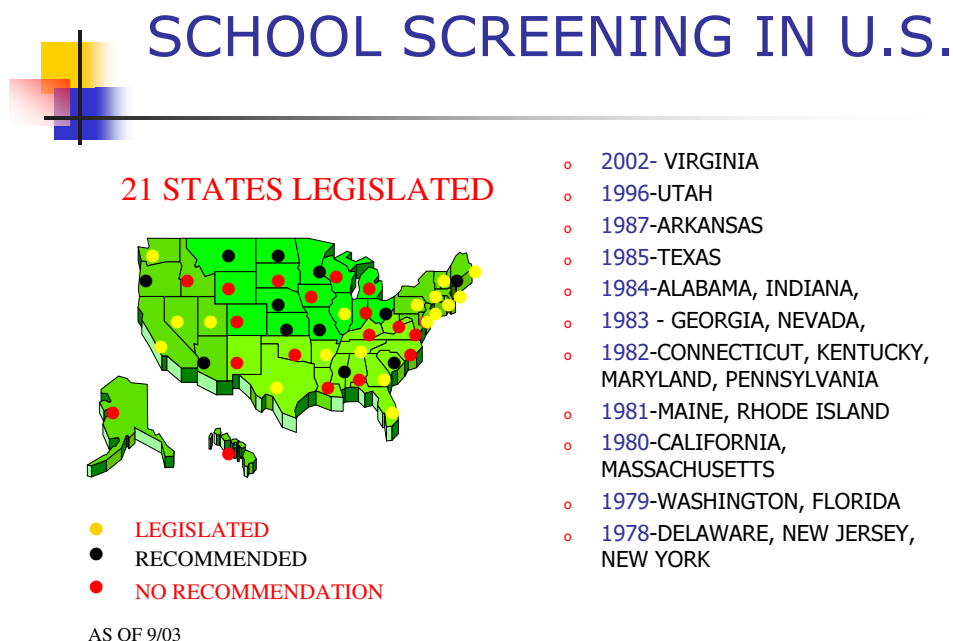 SCHOOL SCREENING IN U.S.
21 STATES LEGISLATED
LEGISLATED
RECOMMENDED
NO RECOMMENDATION
AS OF 9/03
o 2002- VIRGINIA
o 1996-UTAH
o 1987-ARKANSAS
o 1985-TEXAS
o 1984-ALABAMA, INDIANA,
o 1983 - GEORGIA, NEVADA,
o 1982-CONNECTICUT, KENTUCKY,
MARYLAND, PENNSYLVANIA
o 1981-MAINE, RHODE ISLAND
o 1980-CALIFORNIA,
MASSACHUSETTS
o 1979-WASHINGTON, FLORIDA
o 1978-DELAWARE, NEW JERSEY,
NEW YORK